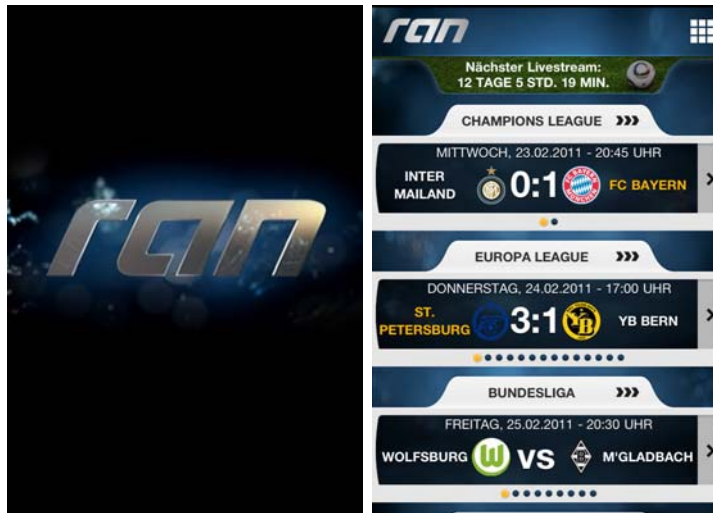 ran
ran
Nächster Livestream:
12 TAGE 5 STD. 19 MIN.
CHAMPIONS LEAGUE
MITTWOCH, 23.02.2011 - 20:45 UHR
INTER
MAILAND
0:1
FC BAYERN
EUROPA LEAGUE
DONNERSTAG, 24.02.2011 - 17:00 UHR
ST.
PETERSBURG
3:1
YB BERN
BUNDESLIGA
FREITAG, 25.02.2011 - 20:30 UHR
WOLFSBURG
VS
M'GLADBACH